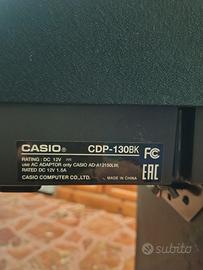 CASIO® CDP-130BK
RATING: DC 12V ⎓
use AC ADAPTOR only CASIO AD-A12150LW.
RATED DC 12V 1.5A
CASIO COMPUTER CO.,LTD. MADE IN CHINA
FC
EAC
subito